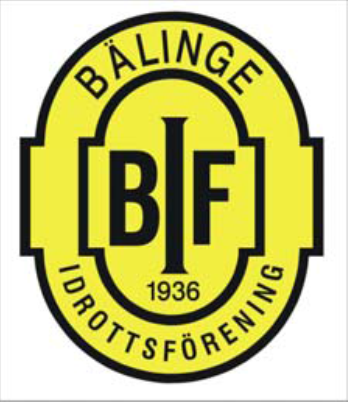 BÄLINGE
BIF
1936
IDROTTSFÖRENING